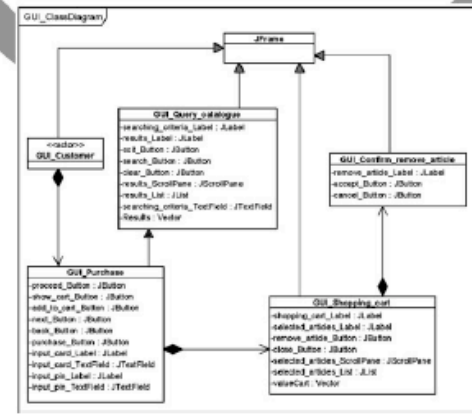 GUI_ClassDiagram
JFrame
GUI_Query_catalogue
-searching_criteria_Label : JLabel
-results_Label : JLabel
-exit_Button : JButton
-search_Button : JButton
-clear_Button : JButton
-results_ScrollPane : JScrollPane
-results_List : JList
-searching_criteria_TextField : JTextField
-Results : Vector
<<actor>>
GUI_Customer
GUI_Confirm_remove_article
-remove_article_Label : JLabel
-accept_Button : JButton
-cancel_Button : JButton
GUI_Purchase
-proceed_Button : JButton
-show_cart_Button : JButton
-add_to_cart_Button : JButton
-next_Button : JButton
-back_Button : JButton
-purchase_Button : JButton
-input_card_Label : JLabel
-input_card_TextField : JTextField
-input_pin_Label : JLabel
-input_pin_TextField : JTextField
GUI_Shopping_cart
-shopping_cart_Label : JLabel
-selected_articles_Label : JLabel
-remove_article_Button : JButton
-close_Button : JButton
-selected_articles_ScrollPane : JScrollPane
-selected_articles_List : JList
-valueCart : Vector